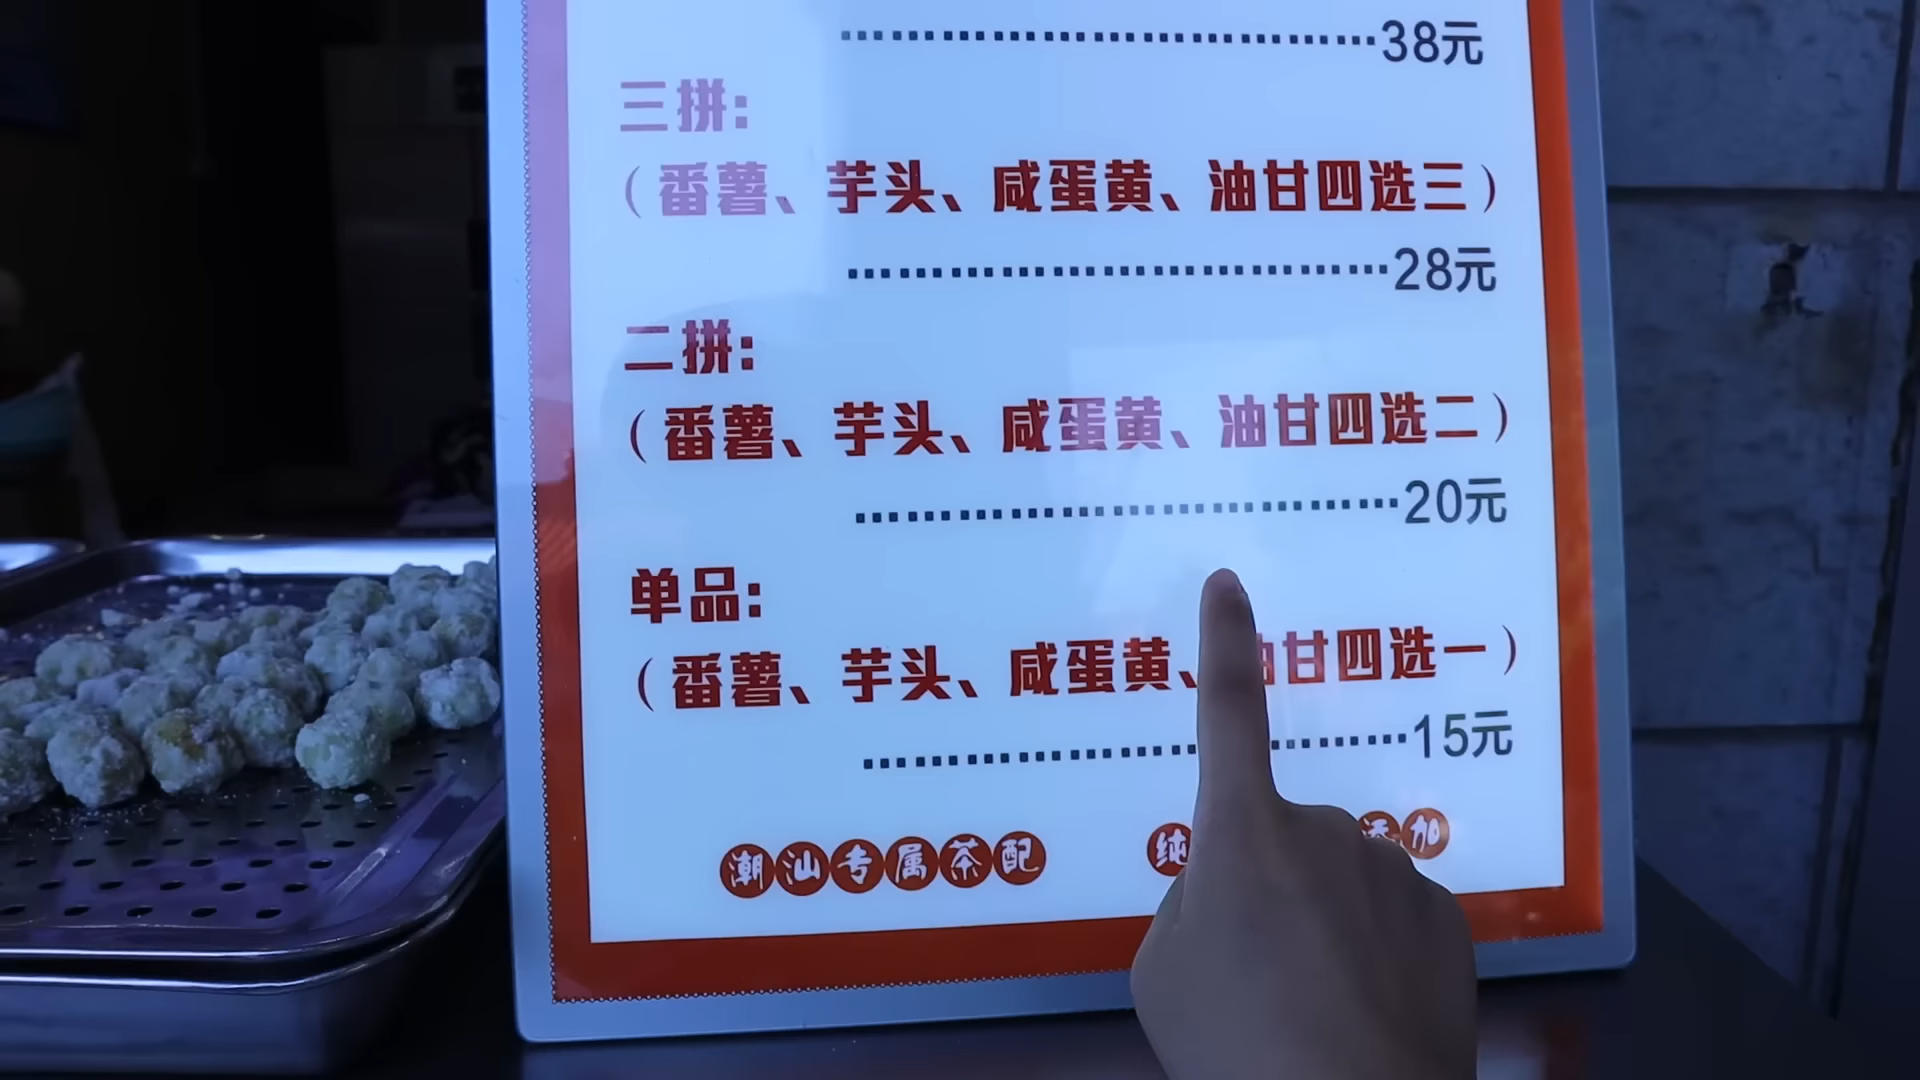 ····································38元
三拼:
（番薯、芋头、咸蛋黄、油甘四选三）
····································28元
二拼:
（番薯、芋头、咸蛋黄、油甘四选二）
····································20元
单品:
（番薯、芋头、咸蛋黄、油甘四选一）
····································15元
潮汕专属茶配 纯 添加